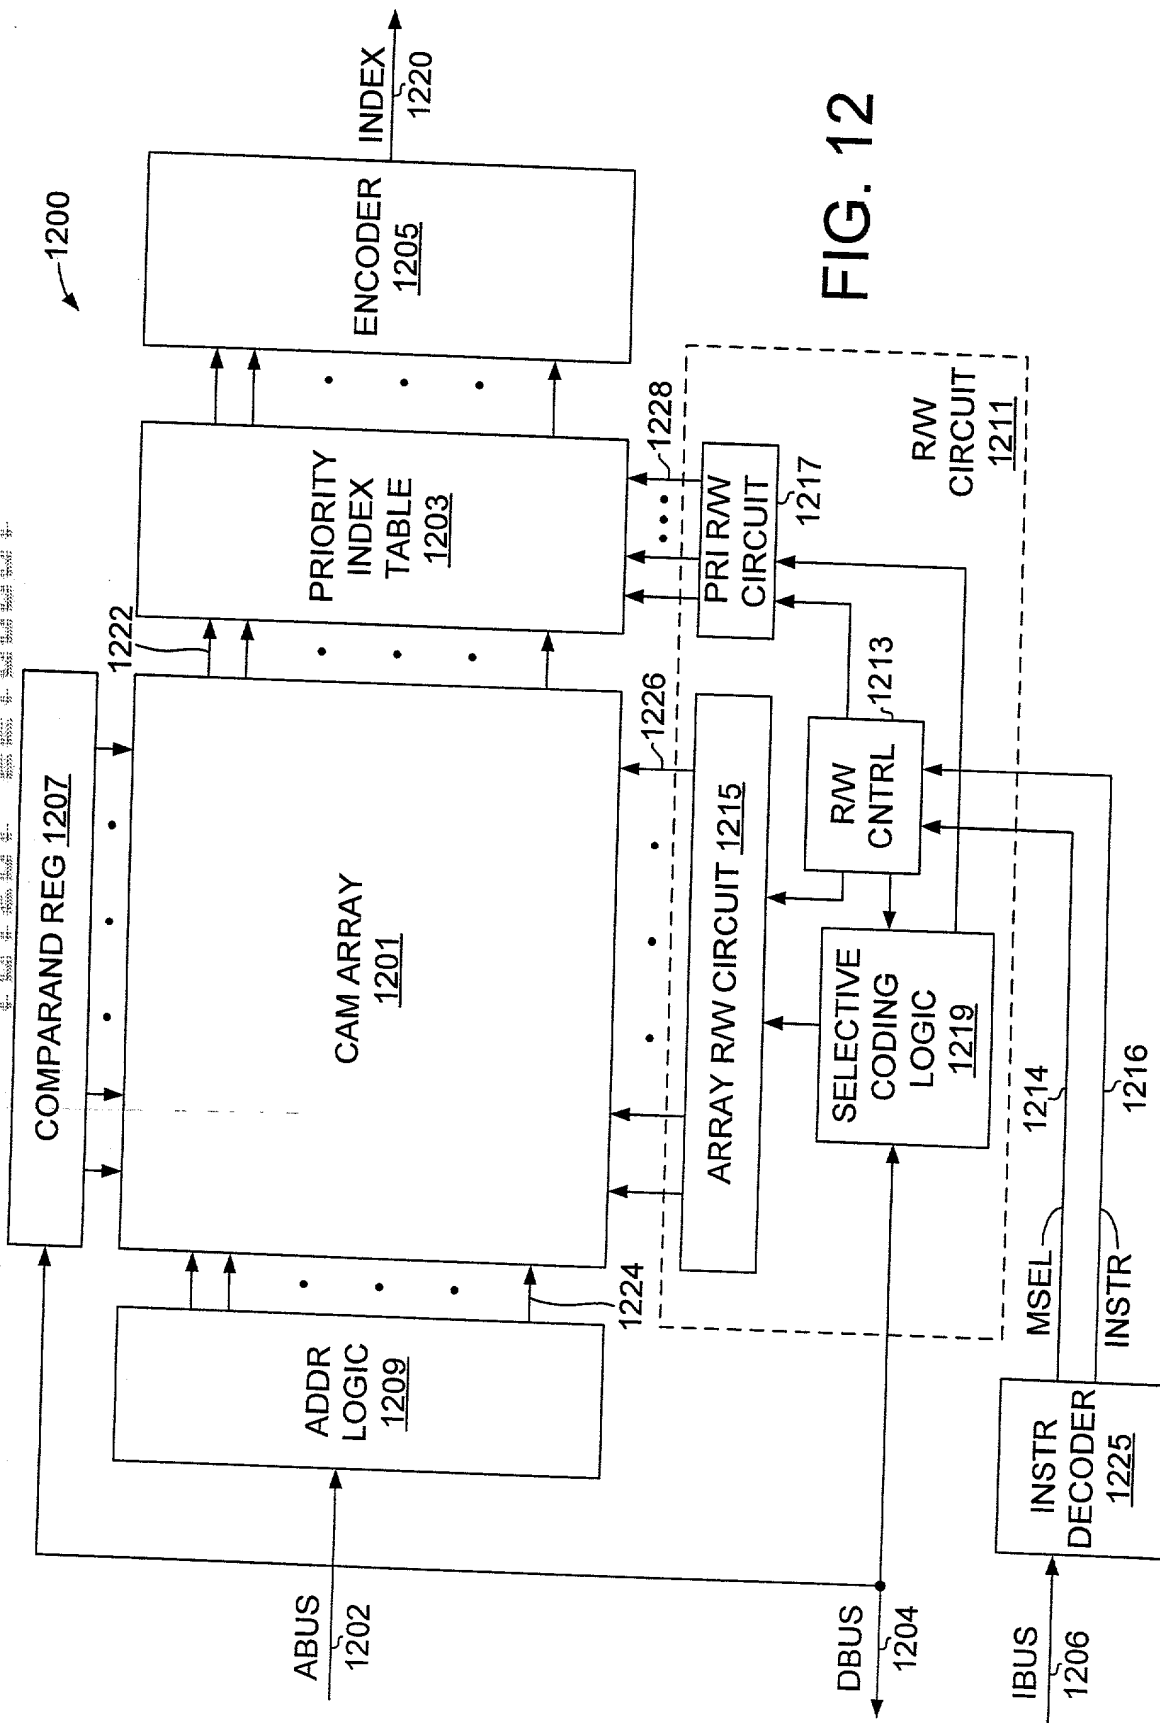 1200
COMPARAND REG 1207
ABUS
1202
ADDR
LOGIC
1209
1224
CAM ARRAY
1201
1222
PRIORITY
INDEX
TABLE
1203
ENCODER
1205
INDEX
1220
1226
1228
ARRAY R/W CIRCUIT 1215
PRI R/W
CIRCUIT
1217
R/W
CNTRL
1213
SELECTIVE
CODING
LOGIC
1219
R/W
CIRCUIT
1211
DBUS
1204
IBUS
1206
INSTR
DECODER
1225
MSEL
1214
INSTR
1216
FIG. 12